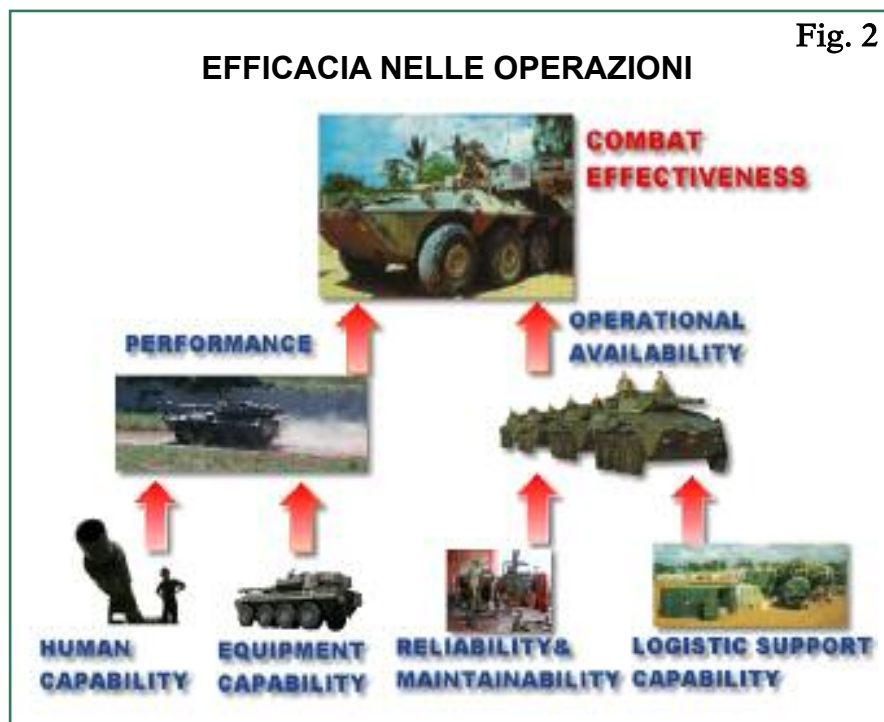 Fig. 2
EFFICACIA NELLE OPERAZIONI
COMBAT
EFFECTIVENESS
PERFORMANCE
OPERATIONAL
AVAILABILITY
HUMAN
CAPABILITY
EQUIPMENT
CAPABILITY
RELIABILITY&
MAINTAINABILITY
LOGISTIC SUPPORT
CAPABILITY